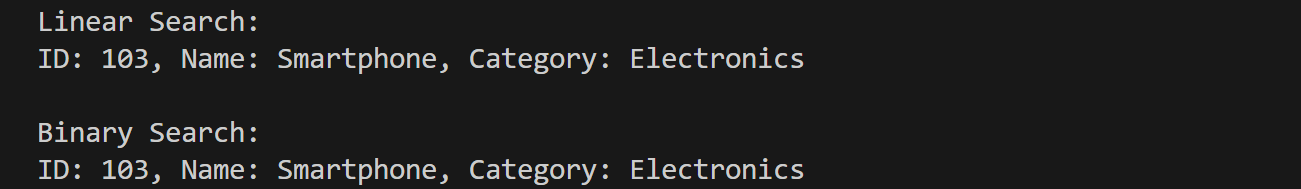 Linear Search:
ID: 103, Name: Smartphone, Category: Electronics
Binary Search:
ID: 103, Name: Smartphone, Category: Electronics